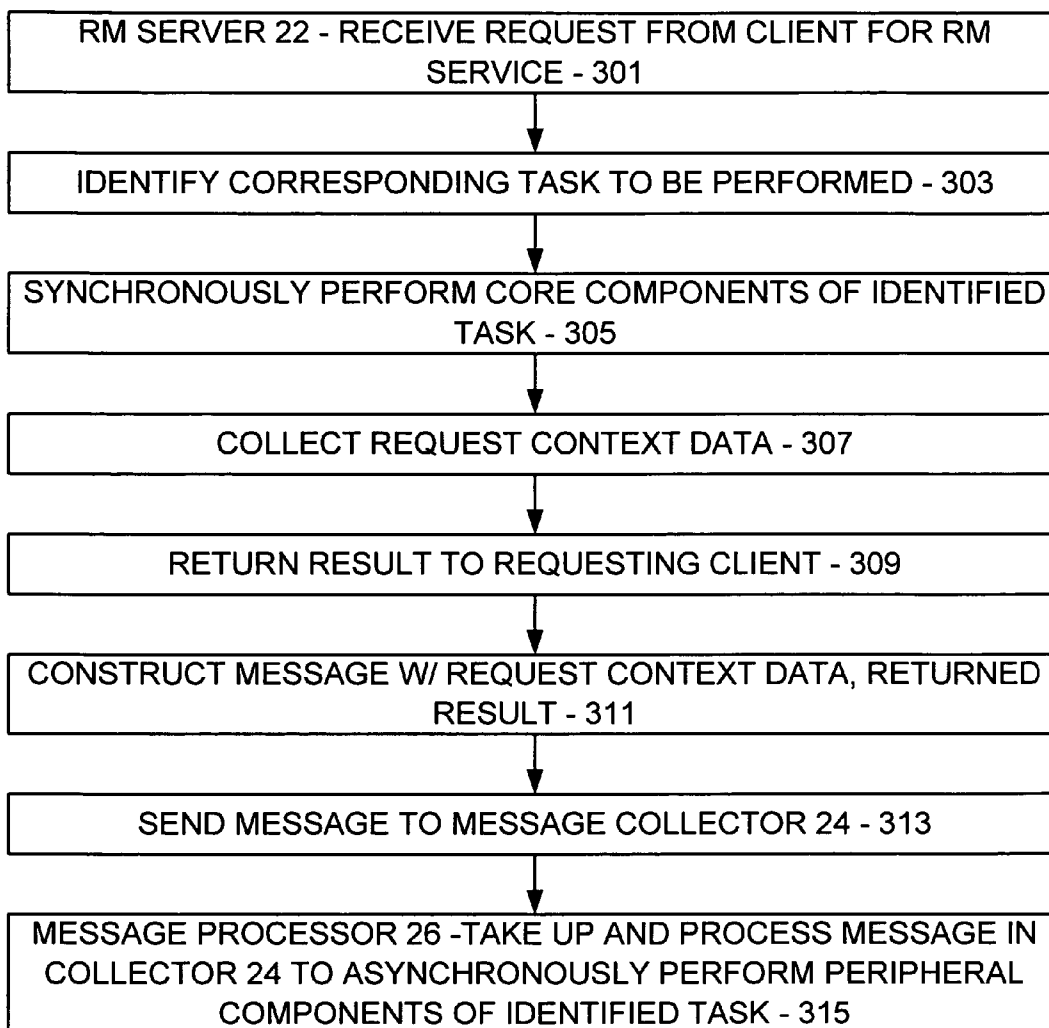 RM SERVER 22 - RECEIVE REQUEST FROM CLIENT FOR RM
SERVICE - 301
IDENTIFY CORRESPONDING TASK TO BE PERFORMED - 303
SYNCHRONOUSLY PERFORM CORE COMPONENTS OF IDENTIFIED
TASK - 305
COLLECT REQUEST CONTEXT DATA - 307
RETURN RESULT TO REQUESTING CLIENT - 309
CONSTRUCT MESSAGE W/ REQUEST CONTEXT DATA, RETURNED
RESULT - 311
SEND MESSAGE TO MESSAGE COLLECTOR 24 - 313
MESSAGE PROCESSOR 26 -TAKE UP AND PROCESS MESSAGE IN
COLLECTOR 24 TO ASYNCHRONOUSLY PERFORM PERIPHERAL
COMPONENTS OF IDENTIFIED TASK - 315